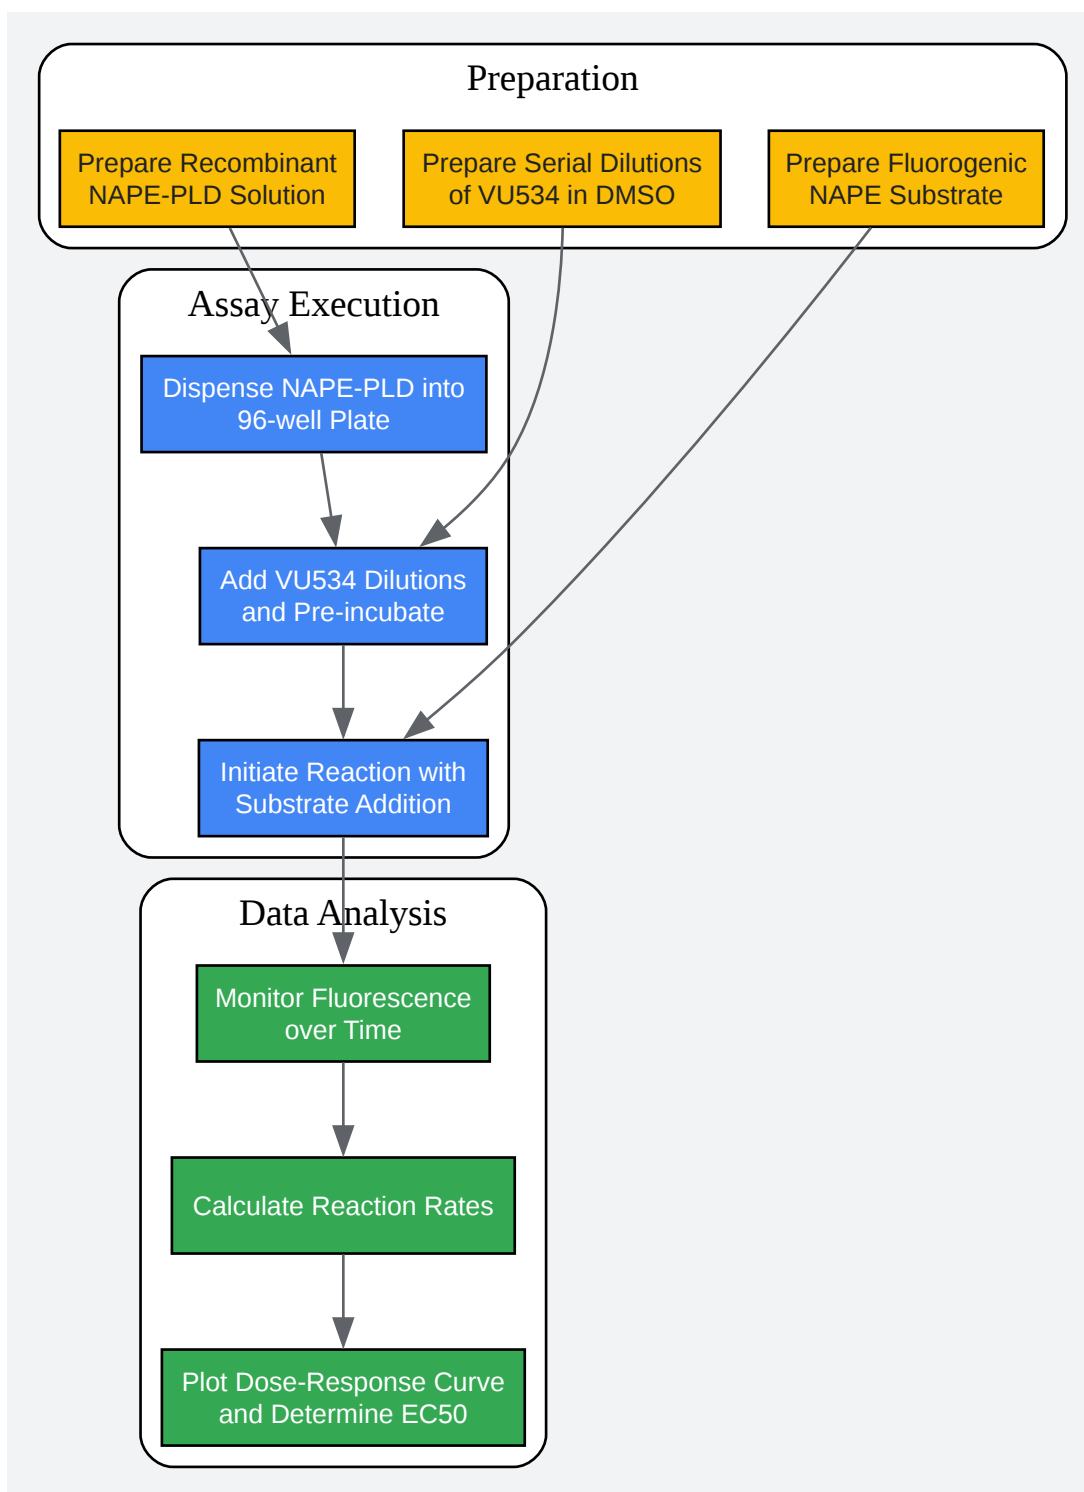 Preparation
Prepare Recombinant
NAPE-PLD Solution
Prepare Serial Dilutions
of VU534 in DMSO
Prepare Fluorogenic
NAPE Substrate
Assay Execution
Dispense NAPE-PLD into
96-well Plate
Add VU534 Dilutions
and Pre-incubate
Initiate Reaction with
Substrate Addition
Data Analysis
Monitor Fluorescence
over Time
Calculate Reaction Rates
Plot Dose-Response Curve
and Determine EC50